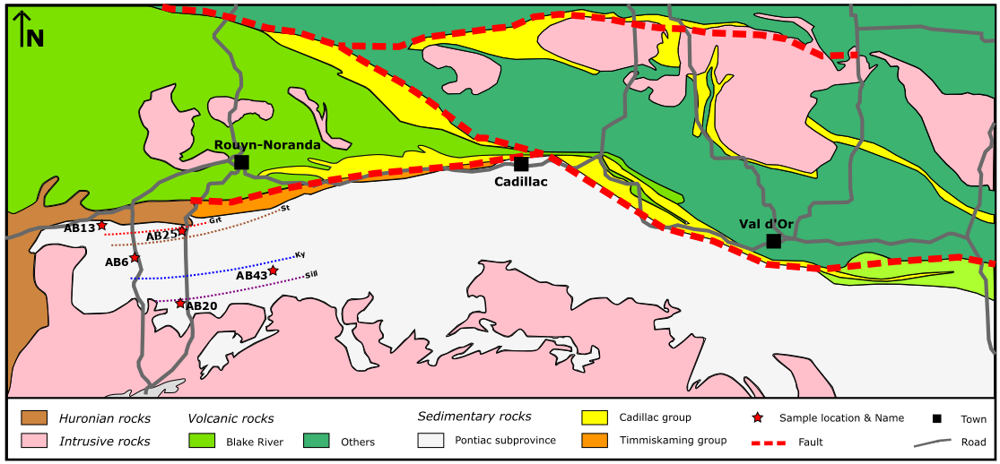 N
Rouyn-Noranda
Cadillac
Val d'Or
St
Grt
AB13
AB25
AB6
Ky
AB43
Sill
AB20
Huronian rocks
Volcanic rocks
Sedimentary rocks
Cadillac group
Sample location & Name
Town
Intrusive rocks
Blake River
Others
Pontiac subprovince
Timmiskaming group
Fault
Road